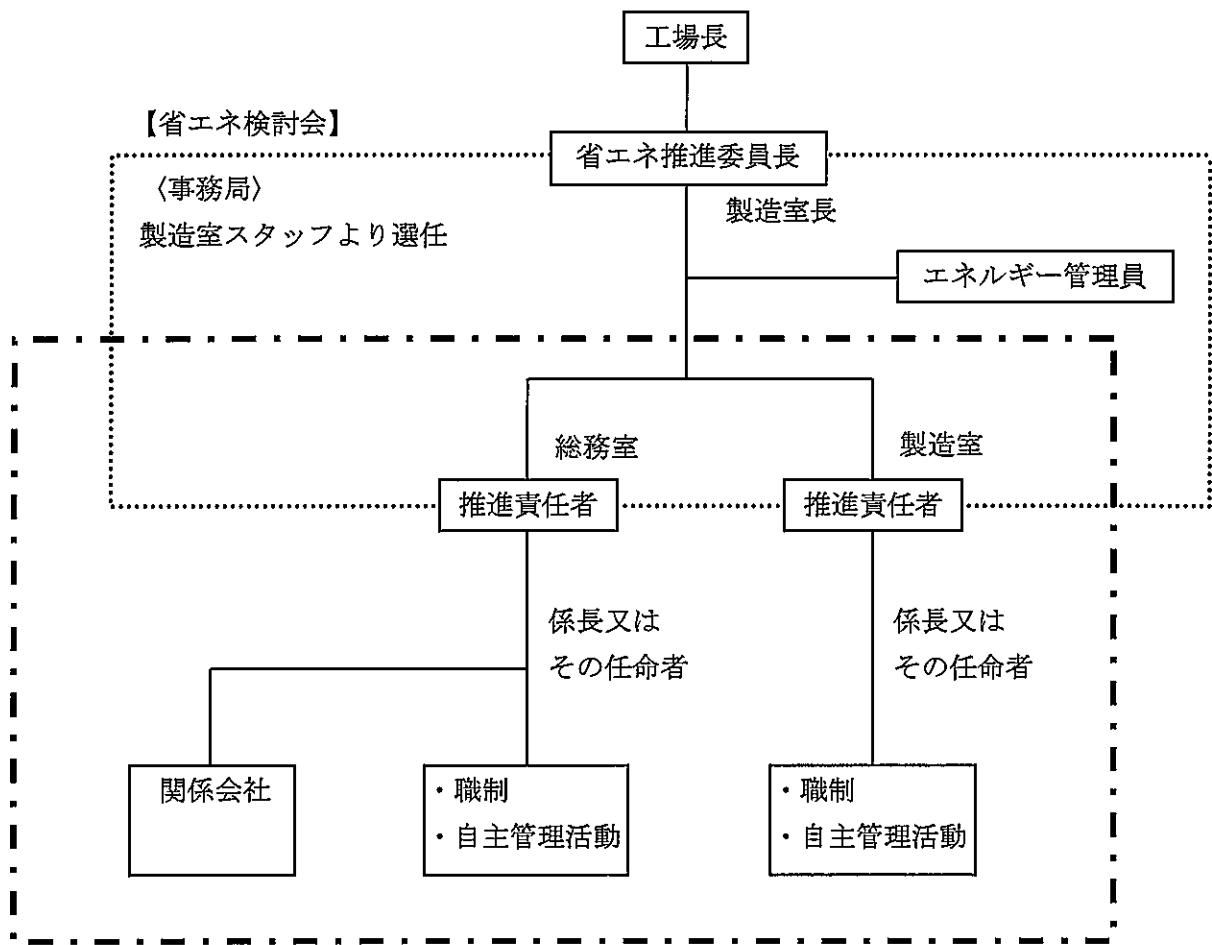 工場長
【省エネ検討会】
省エネ推進委員長
〈事務局〉
製造室長
製造室スタッフより選任
エネルギー管理員
総務室
製造室
推進責任者
推進責任者
係長又は
その任命者
係長又は
その任命者
関係会社
・職制
・自主管理活動
・職制
・自主管理活動